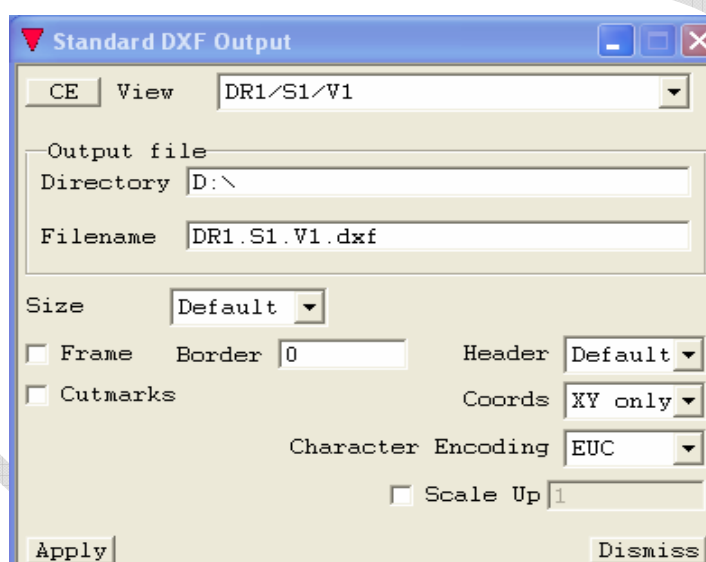 Standard DXF Output
CE View DR1/S1/V1
Output file
Directory D:\
Filename DR1.S1.V1.dxf
Size Default
Frame Border 0 Header Default
Cutmarks Coords XY only
Character Encoding EUC
Scale Up 1
Apply Dismiss